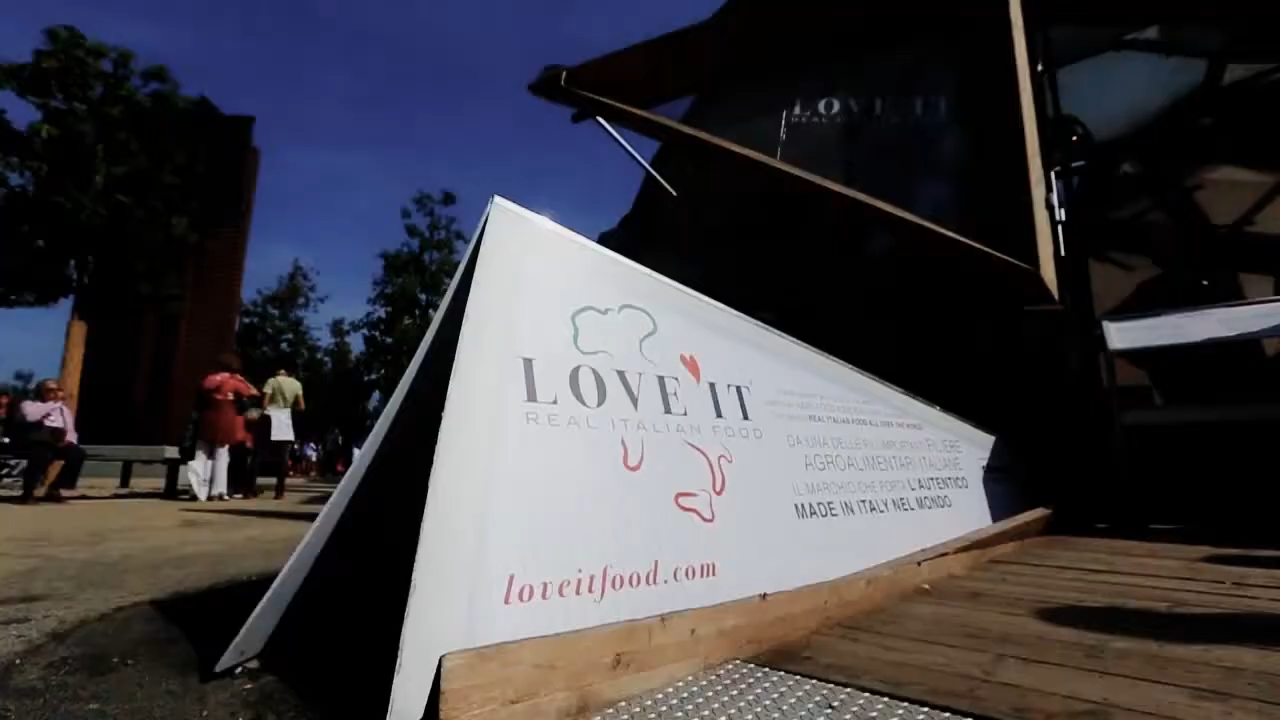 LOVE IT
LOVE'IT
REAL ITALIAN FOOD
REAL ITALIAN FOOD ALL OVER THE WORLD
DA UNA DELLE PIÙ IMPORTANTI FILIERE
AGROALIMENTARI ITALIANE
IL MARCHIO CHE PORTA L'AUTENTICO
MADE IN ITALY NEL MONDO
loveitfood.com